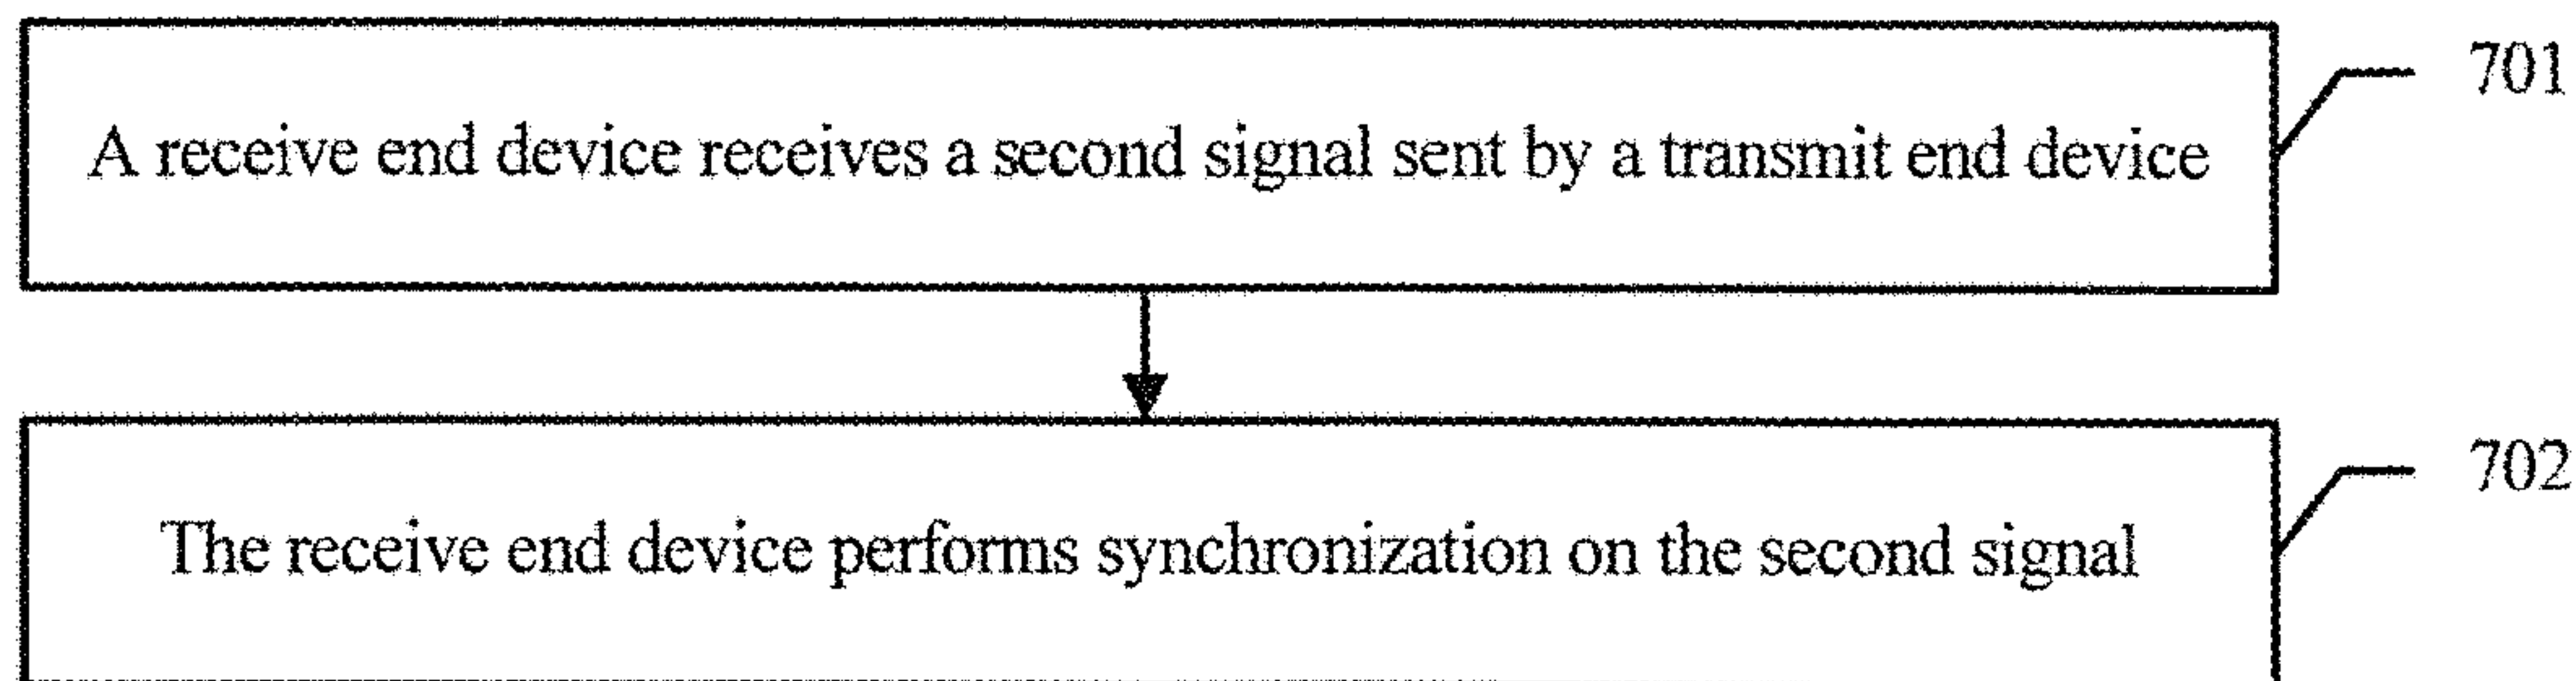 A receive end device receives a second signal sent by a transmit end device
701
The receive end device performs synchronization on the second signal
702